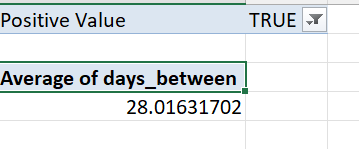 Positive Value TRUE
Average of days_between
28.01631702